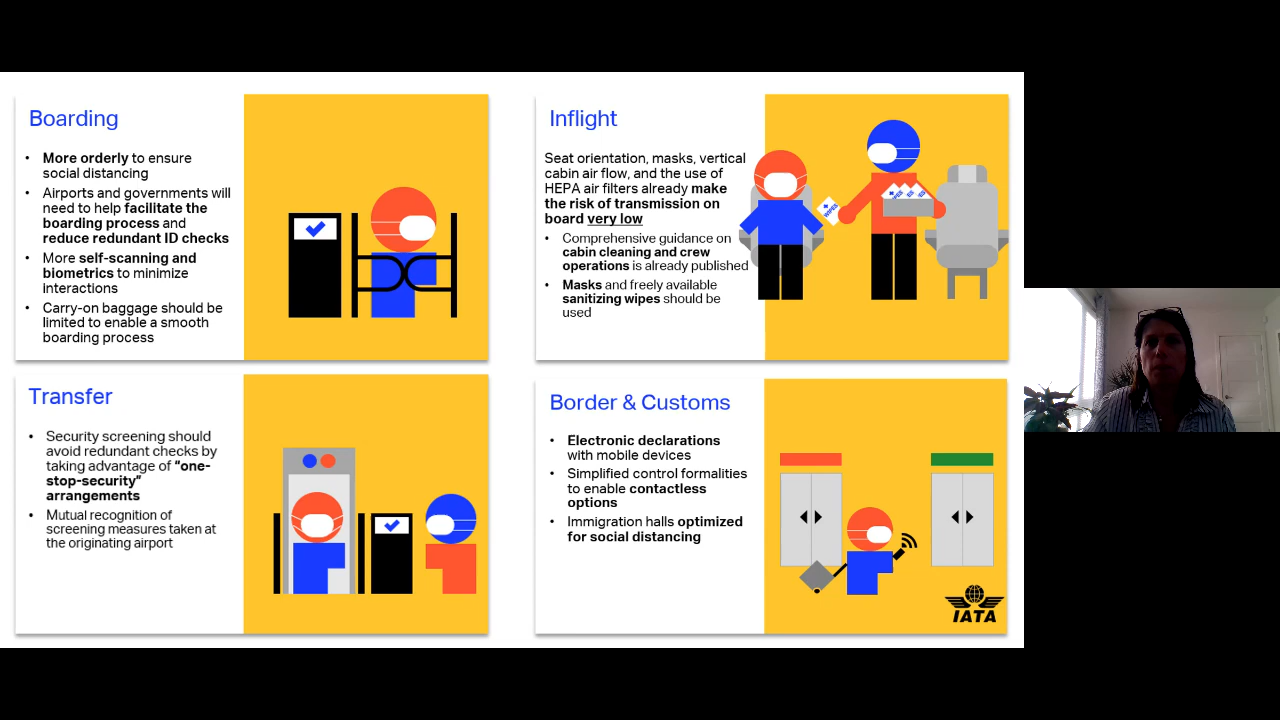 Boarding
• More orderly to ensure
social distancing
• Airports and governments will
need to help facilitate the
boarding process and
reduce redundant ID checks
• More self-scanning and
biometrics to minimize
interactions
• Carry-on baggage should be
limited to enable a smooth
boarding process
Inflight
Seat orientation, masks, vertical
cabin air flow, and the use of
HEPA air filters already make
the risk of transmission on
board very low
• Comprehensive guidance on
cabin cleaning and crew
operations is already published
• Masks and freely available
sanitizing wipes should be
used
WIPES
Transfer
• Security screening should
avoid redundant checks by
taking advantage of “one-
stop-security”
arrangements
• Mutual recognition of
screening measures taken at
the originating airport
Border & Customs
• Electronic declarations
with mobile devices
• Simplified control formalities
to enable contactless
options
• Immigration halls optimized
for social distancing
IATA